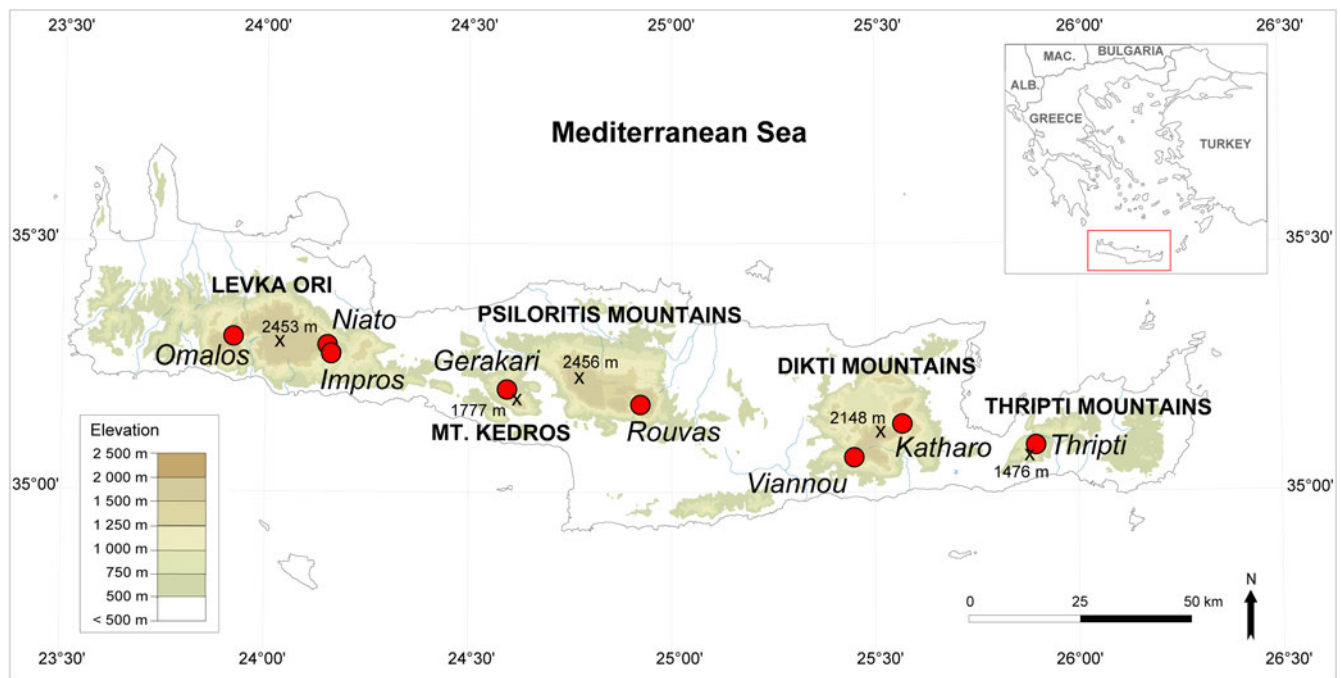 23°30' 24°00' 24°30' 25°00' 25°30' 26°00' 26°30'
MAC. BULGARIA
ALB.
GREECE
TURKEY
Mediterranean Sea
35°30' 35°30'
LEVKA ORI
PSILORITIS MOUNTAINS
2453 m Niato
Omalos
Impros
Gerakari 2456 m
1777 m
MT. KEDROS Rouvas
DIKTI MOUNTAINS
2148 m
Katharo
Viannou
THRIPTI MOUNTAINS
Thripti
1476 m
Elevation
2 500 m
2 000 m
1 500 m
1 250 m
1 000 m
750 m
500 m
< 500 m
35°00' 35°00'
N
0 25 50 km
23°30' 24°00' 24°30' 25°00' 25°30' 26°00' 26°30'
x
x
x
x
x